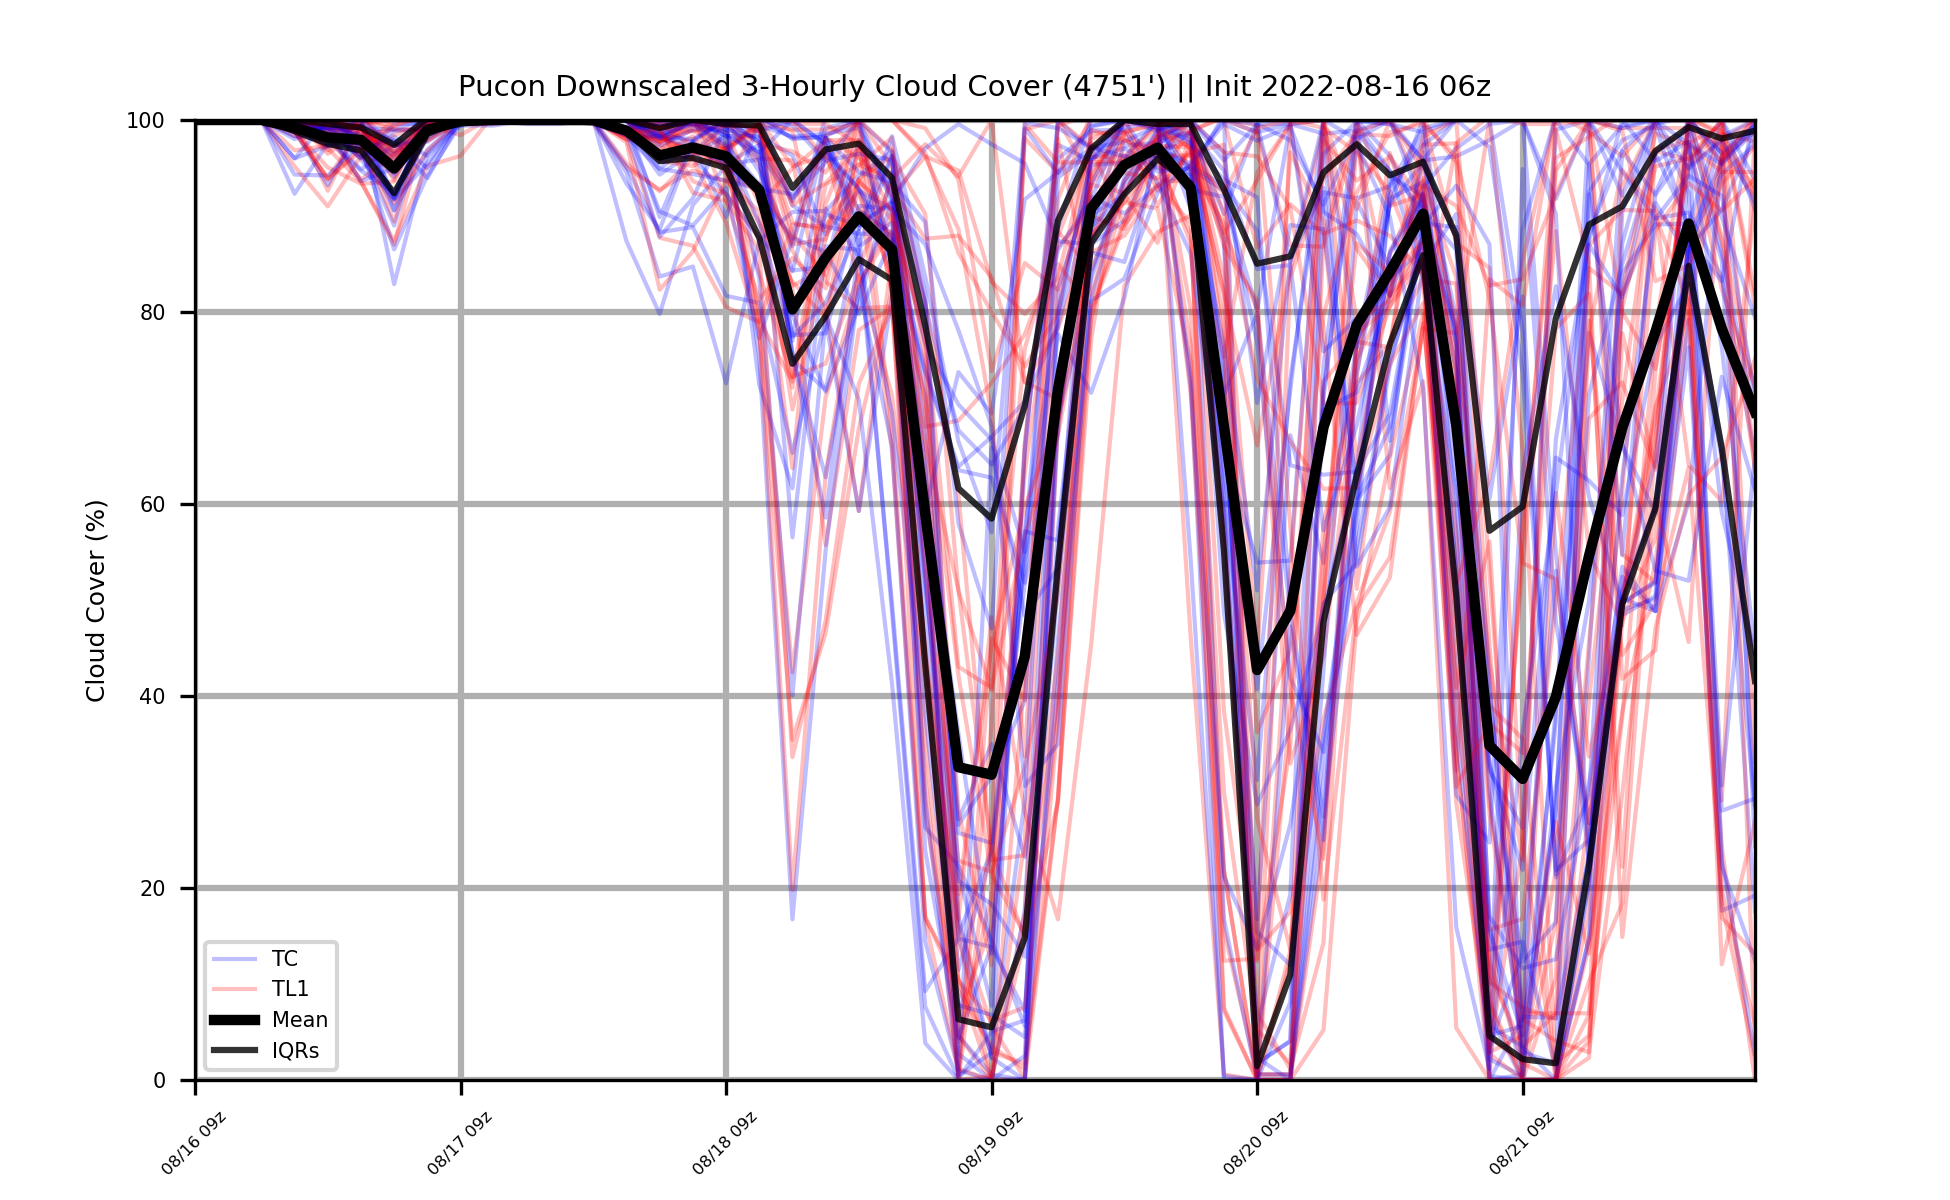 Pucon Downscaled 3-Hourly Cloud Cover (4751') || Init 2022-08-16 06z
Cloud Cover (%)
100
80
60
40
20
0
TC
TL1
Mean
IQRs
08/16 09z
08/17 09z
08/18 09z
08/19 09z
08/20 09z
08/21 09z